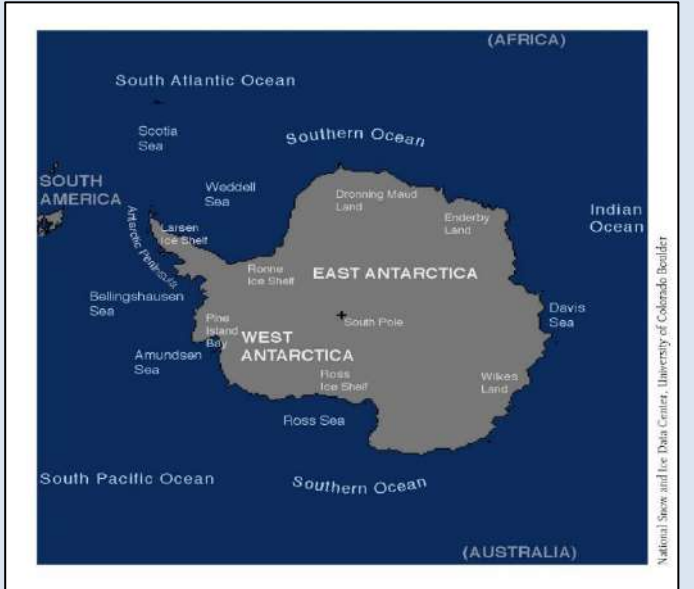 (AFRICA)
South Atlantic Ocean
Scotia
Sea
Southern Ocean
SOUTH
AMERICA
Weddell
Sea
Dronning Maud
Land
Enderby
Land
Indian
Ocean
Larsen
Ice Shelf
Antarctic Peninsula
Ronne
Ice Shelf
EAST ANTARCTICA
Bellingshausen
Sea
Davis
Sea
Pine
Island
Bay
South Pole
WEST
ANTARCTICA
Amundsen
Sea
Ross
Ice Shelf
Wilkes
Land
Ross Sea
South Pacific Ocean
Southern Ocean
(AUSTRALIA)
National Snow and Ice Data Center, University of Colorado Boulder